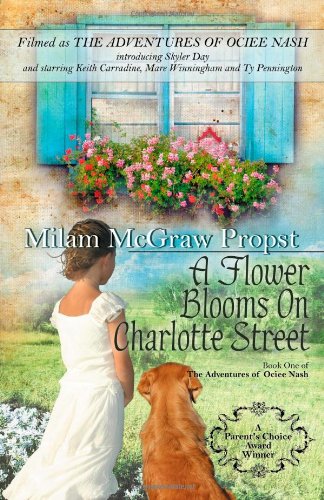 Filmed as THE ADVENTURES OF OCIEE NASH
introducing Skyler Day
and starring Keith Carradine, Mare Winningham and Ty Pennington
Milam McGraw Propst
A Flower
Blooms On
Charlotte Street
Book One of
The Adventures of Ociee Nash
A
Parent's Choice
Award
Winner